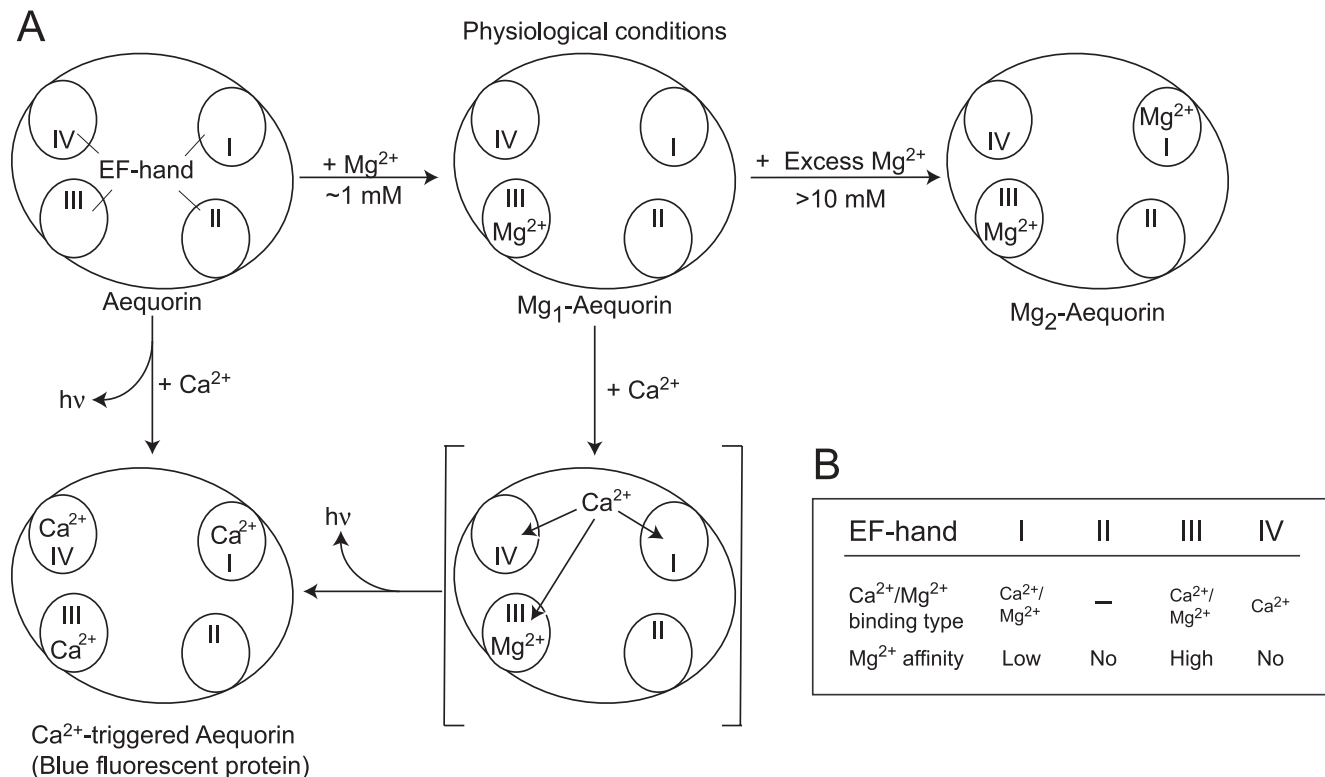 A
Physiological conditions
IV
I
EF-hand
III
II
Aequorin
+ Mg²⁺
~1 mM
IV
I
III
Mg²⁺
II
Mg₁-Aequorin
+ Excess Mg²⁺
>10 mM
IV
Mg²⁺
I
III
Mg²⁺
II
Mg₂-Aequorin
hν
+ Ca²⁺
+ Ca²⁺
Ca²⁺
IV
Ca²⁺
I
III
Ca²⁺
II
Ca²⁺-triggered Aequorin
(Blue fluorescent protein)
hν
Ca²⁺
IV
I
III
Mg²⁺
II
B
EF-hand I II III IV
Ca²⁺/Mg²⁺ binding type Ca²⁺/Mg²⁺ – Ca²⁺/Mg²⁺ Ca²⁺
Mg²⁺ affinity Low No High No